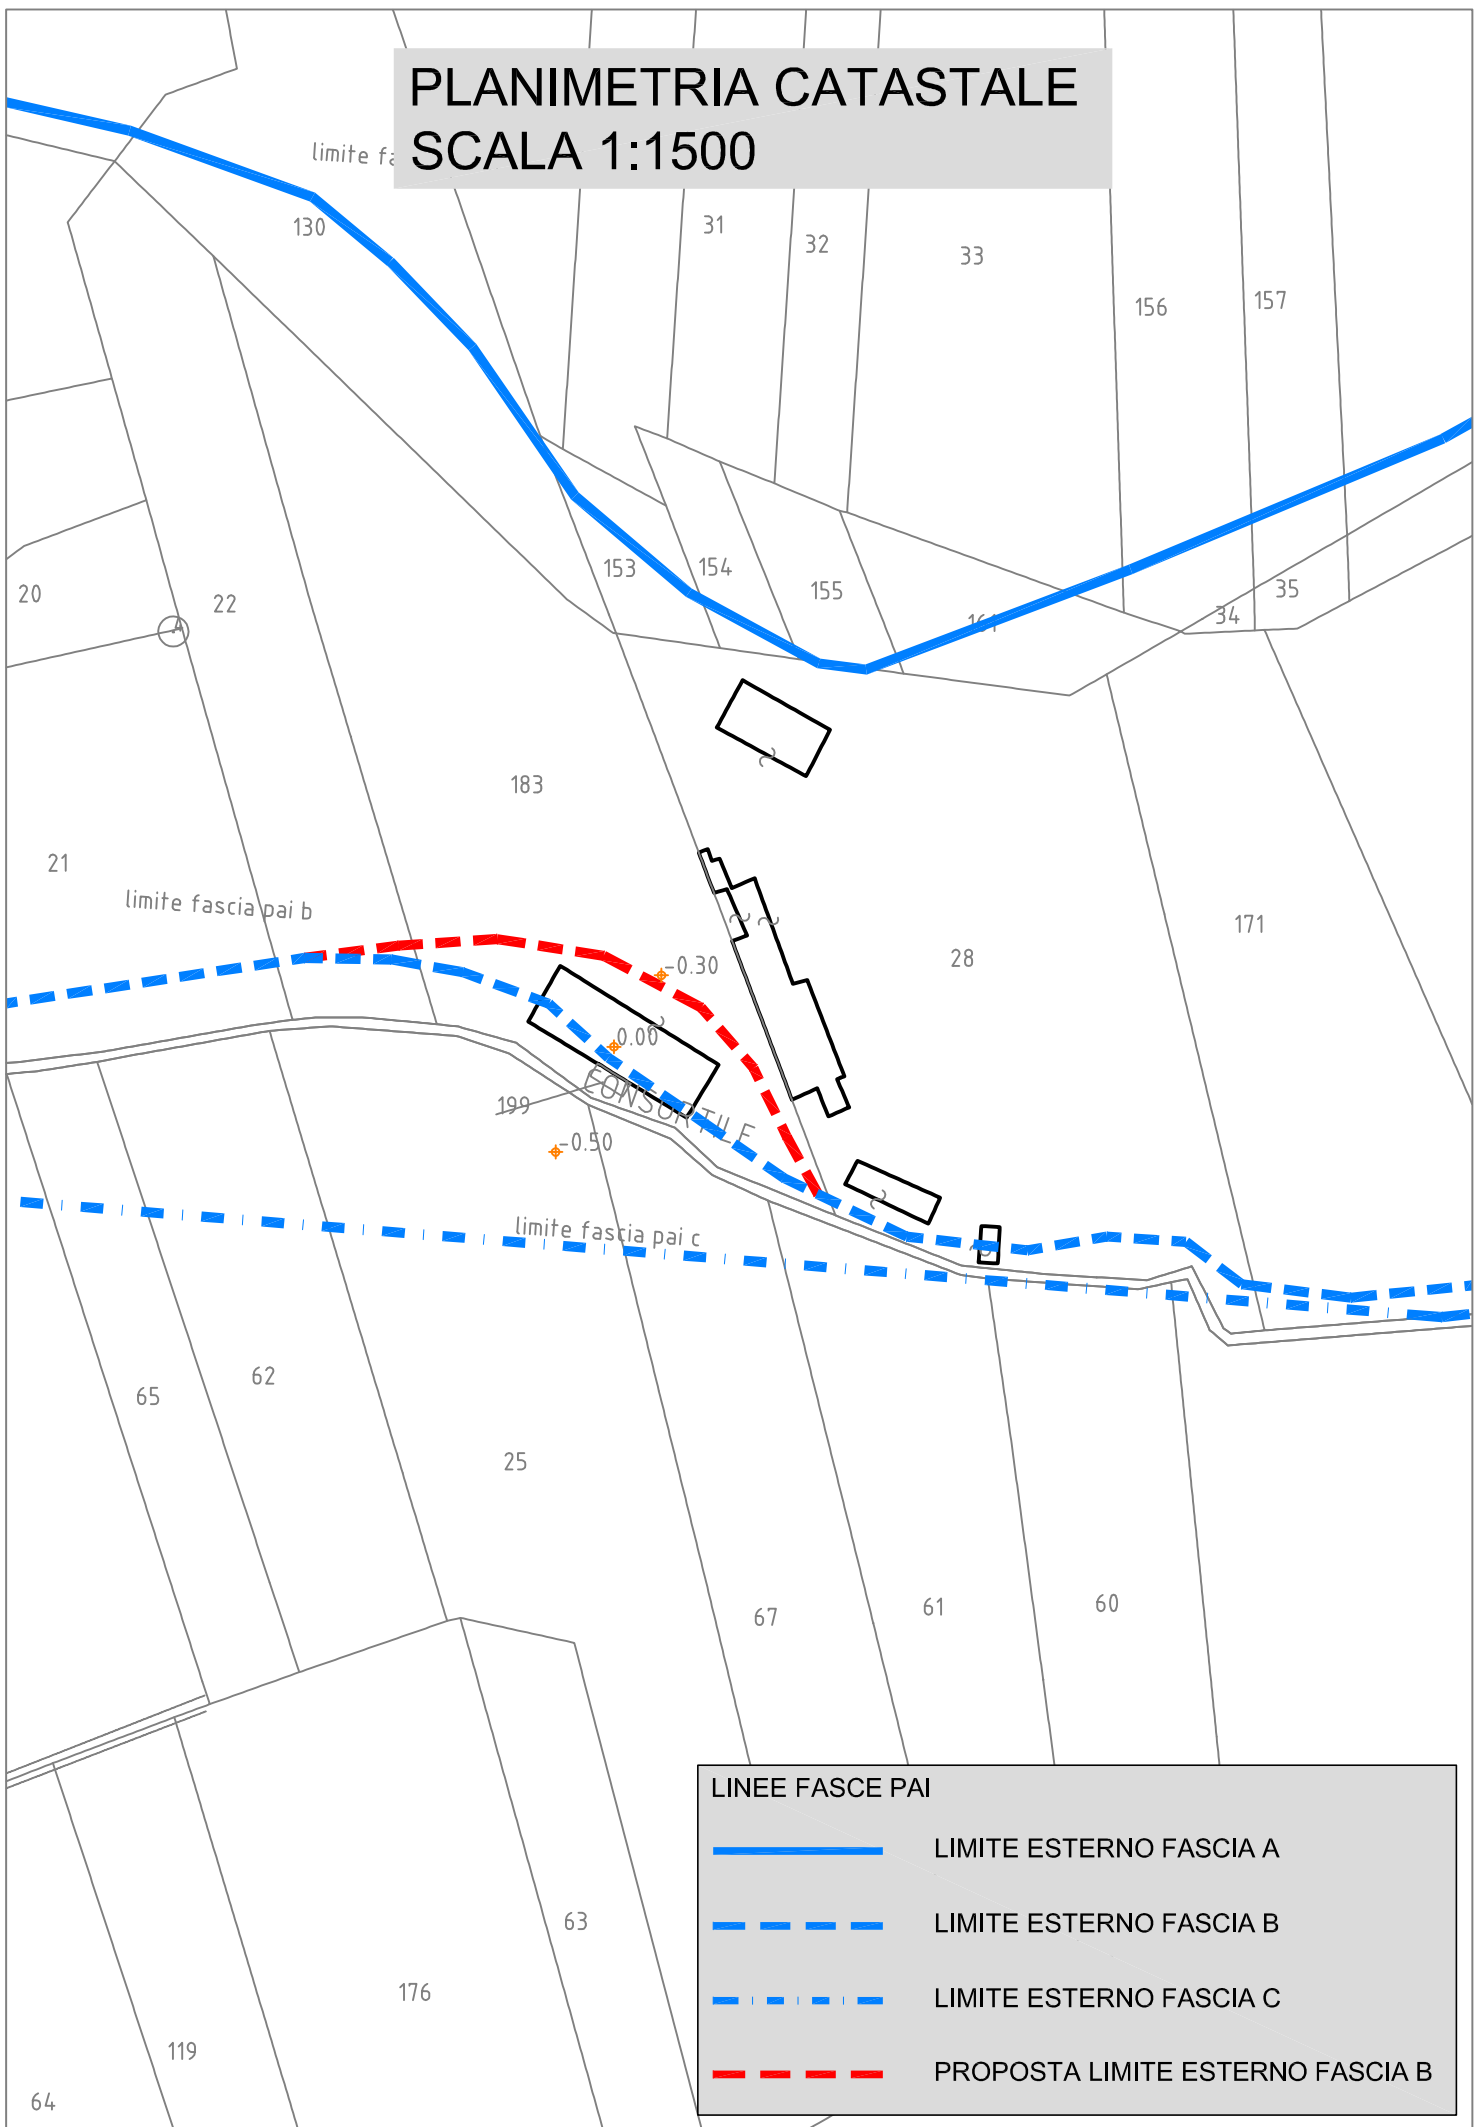 PLANIMETRIA CATASTALE
SCALA 1:1500
limite fa
130
31
32
33
156
157
153
154
155
161
34
35
20
22
A
183
21
limite fascia pai b
171
28
-0.30
0.00
CONSORTILE
199
-0.50
limite fascia pai c
65
62
25
67
61
60
63
176
119
64
LINEE FASCE PAI
LIMITE ESTERNO FASCIA A
LIMITE ESTERNO FASCIA B
LIMITE ESTERNO FASCIA C
PROPOSTA LIMITE ESTERNO FASCIA B